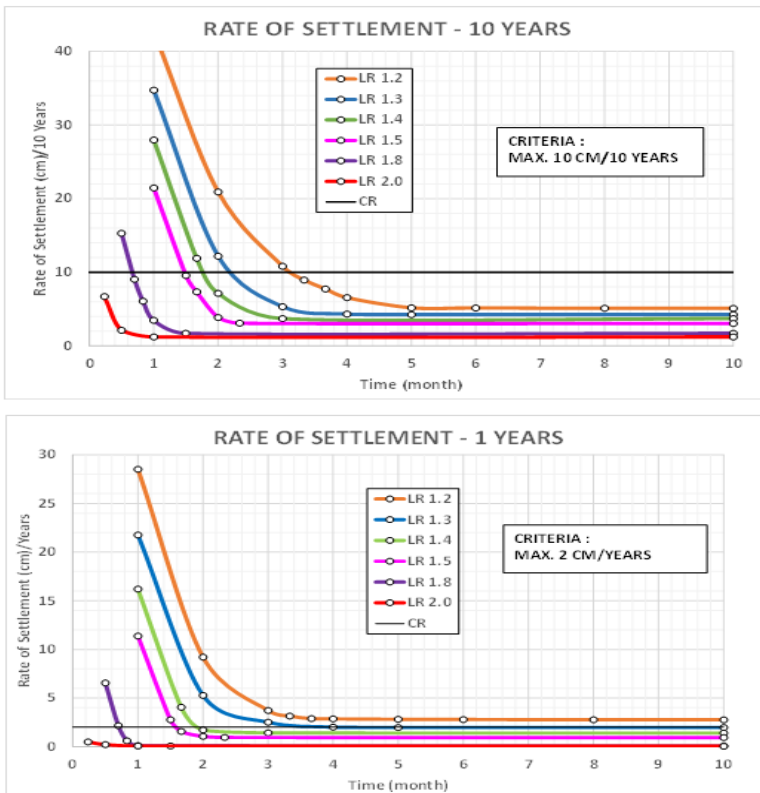 RATE OF SETTLEMENT - 10 YEARS
Rate of Settlement (cm)/10 Years
40
30
20
10
0
LR 1.2
LR 1.3
LR 1.4
LR 1.5
LR 1.8
LR 2.0
CR
CRITERIA :
MAX. 10 CM/10 YEARS
0 1 2 3 4 5 6 7 8 9 10
Time (month)
RATE OF SETTLEMENT - 1 YEARS
Rate of Settlement (cm)/Years
30
25
20
15
10
5
0
LR 1.2
LR 1.3
LR 1.4
LR 1.5
LR 1.8
LR 2.0
CR
CRITERIA :
MAX. 2 CM/YEARS
0 1 2 3 4 5 6 7 8 9 10
Time (month)